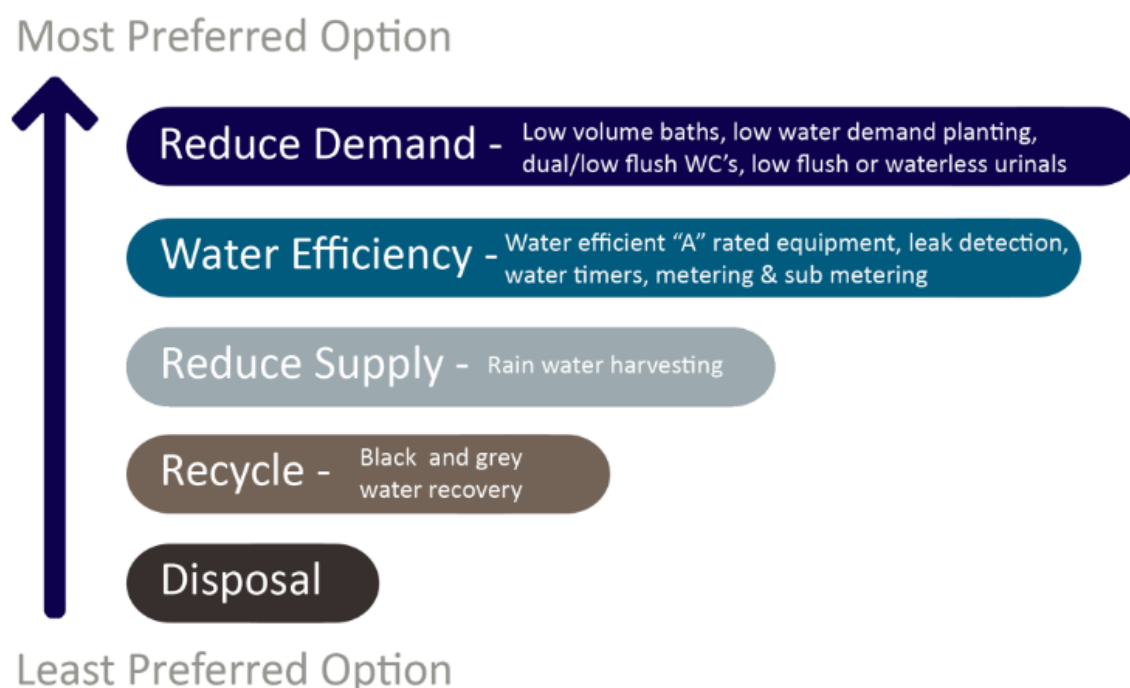 Most Preferred Option
Reduce Demand - Low volume baths, low water demand planting,
dual/low flush WC's, low flush or waterless urinals
Water Efficiency - Water efficient “A” rated equipment, leak detection,
water timers, metering & sub metering
Reduce Supply - Rain water harvesting
Recycle - Black and grey
water recovery
Disposal
Least Preferred Option